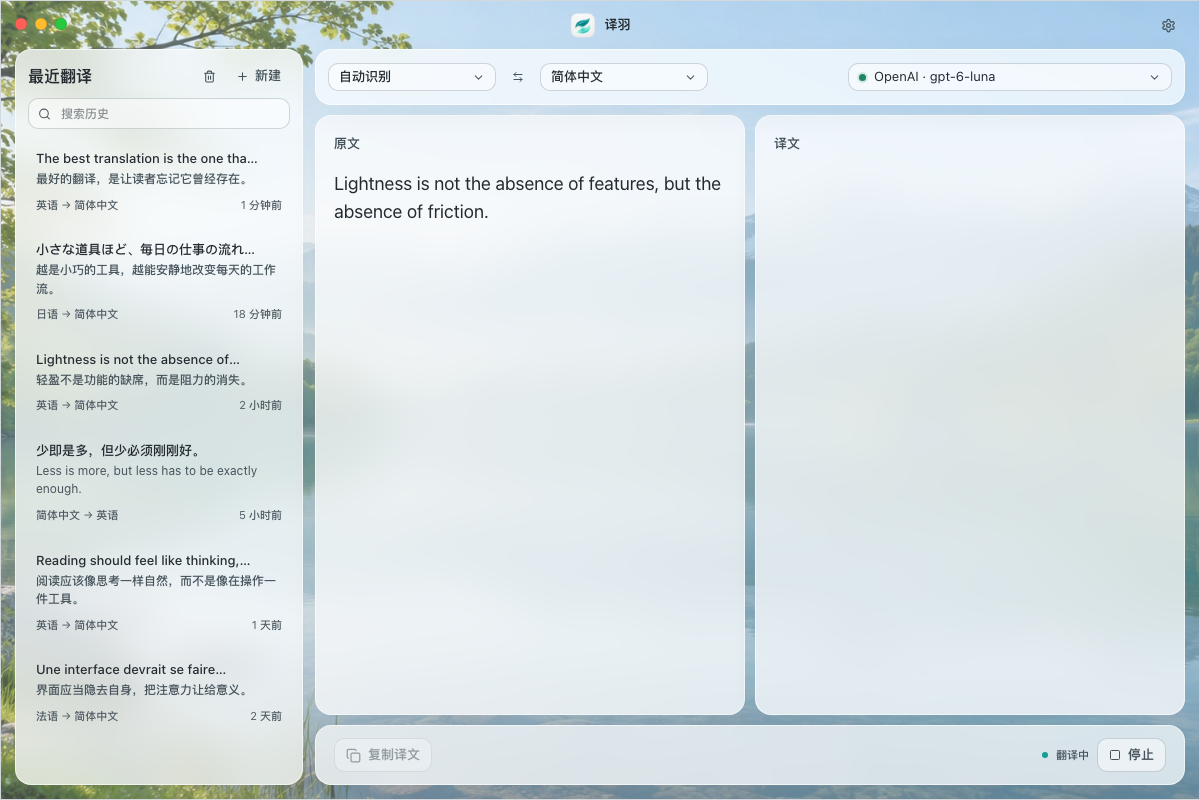 译羽
最近翻译
新建
搜索历史
The best translation is the one tha...
最好的翻译，是让读者忘记它曾经存在。
英语 → 简体中文
1 分钟前
小さな道具ほど、毎日の仕事の流れ...
越是小巧的工具，越能安静地改变每天的工作
流。
日语 → 简体中文
18 分钟前
Lightness is not the absence of...
轻盈不是功能的缺席，而是阻力的消失。
英语 → 简体中文
2 小时前
少即是多，但少必须刚刚好。
Less is more, but less has to be exactly
enough.
简体中文 → 英语
5 小时前
Reading should feel like thinking,...
阅读应该像思考一样自然，而不是像在操作一
件工具。
英语 → 简体中文
1 天前
Une interface devrait se faire...
界面应当隐去自身，把注意力让给意义。
法语 → 简体中文
2 天前
自动识别
简体中文
OpenAI · gpt-6-luna
原文
Lightness is not the absence of features, but the
absence of friction.
译文
复制译文
翻译中
停止